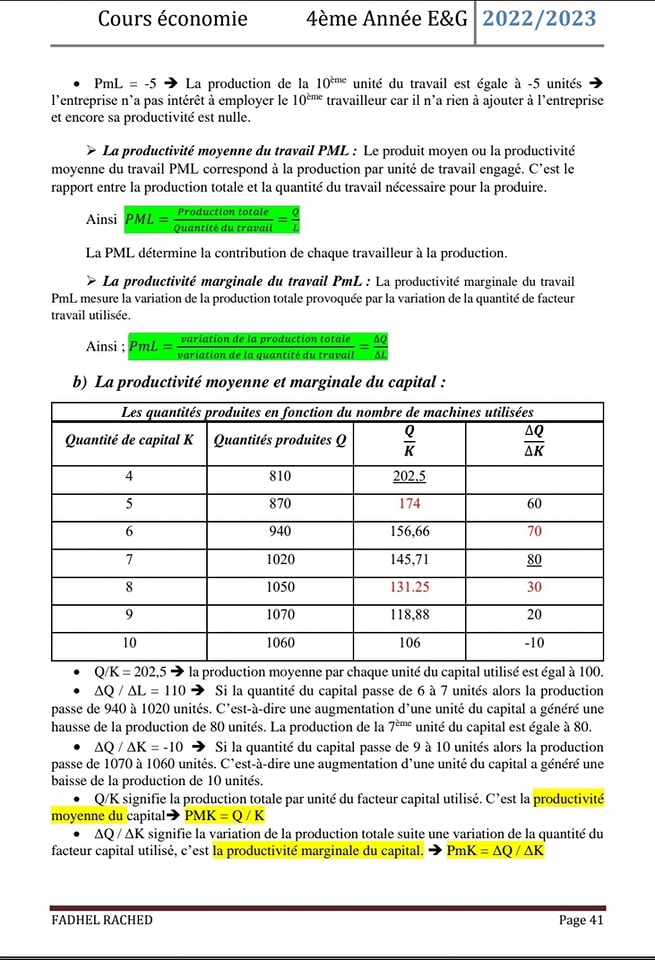 Cours économie 4ème Année E&G 2022/2023
• PmL = -5 ➔ La production de la 10ème unité du travail est égale à -5 unités ➔
l'entreprise n'a pas intérêt à employer le 10ème travailleur car il n'a rien à ajouter à l'entreprise
et encore sa productivité est nulle.
➢ La productivité moyenne du travail PML : Le produit moyen ou la productivité
moyenne du travail PML correspond à la production par unité de travail engagé. C'est le
rapport entre la production totale et la quantité du travail nécessaire pour la produire.
Ainsi PML = Production totale / Quantité du travail = Q / L
La PML détermine la contribution de chaque travailleur à la production.
➢ La productivité marginale du travail PmL : La productivité marginale du travail
PmL mesure la variation de la production totale provoquée par la variation de la quantité de facteur
travail utilisée.
Ainsi ; PmL = variation de la production totale / variation de la quantité du travail = ΔQ / ΔL
b) La productivité moyenne et marginale du capital :
Les quantités produites en fonction du nombre de machines utilisées
Quantité de capital K Quantités produites Q Q/K ΔQ/ΔK
4 810 202,5
5 870 174 60
6 940 156,66 70
7 1020 145,71 80
8 1050 131.25 30
9 1070 118,88 20
10 1060 106 -10
• Q/K = 202,5 ➔ la production moyenne par chaque unité du capital utilisé est égal à 100.
• ΔQ / ΔL = 110 ➔ Si la quantité du capital passe de 6 à 7 unités alors la production
passe de 940 à 1020 unités. C'est-à-dire une augmentation d'une unité du capital a généré une
hausse de la production de 80 unités. La production de la 7ème unité du capital est égale à 80.
• ΔQ / ΔK = -10 ➔ Si la quantité du capital passe de 9 à 10 unités alors la production
passe de 1070 à 1060 unités. C'est-à-dire une augmentation d'une unité du capital a généré une
baisse de la production de 10 unités.
• Q/K signifie la production totale par unité du facteur capital utilisé. C'est la productivité
moyenne du capital➔ PMK = Q / K
• ΔQ / ΔK signifie la variation de la production totale suite une variation de la quantité du
facteur capital utilisé, c'est la productivité marginale du capital. ➔ PmK = ΔQ / ΔK
FADHEL RACHED Page 41